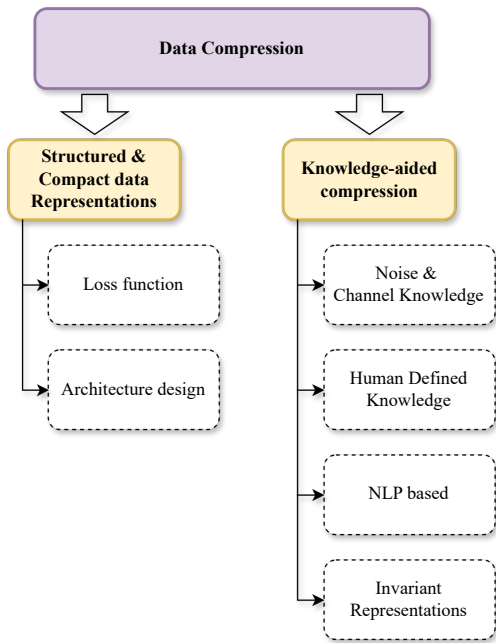 Data Compression
Structured &
Compact data
Representations
Loss function
Architecture design
Knowledge-aided
compression
Noise &
Channel Knowledge
Human Defined
Knowledge
NLP based
Invariant
Representations